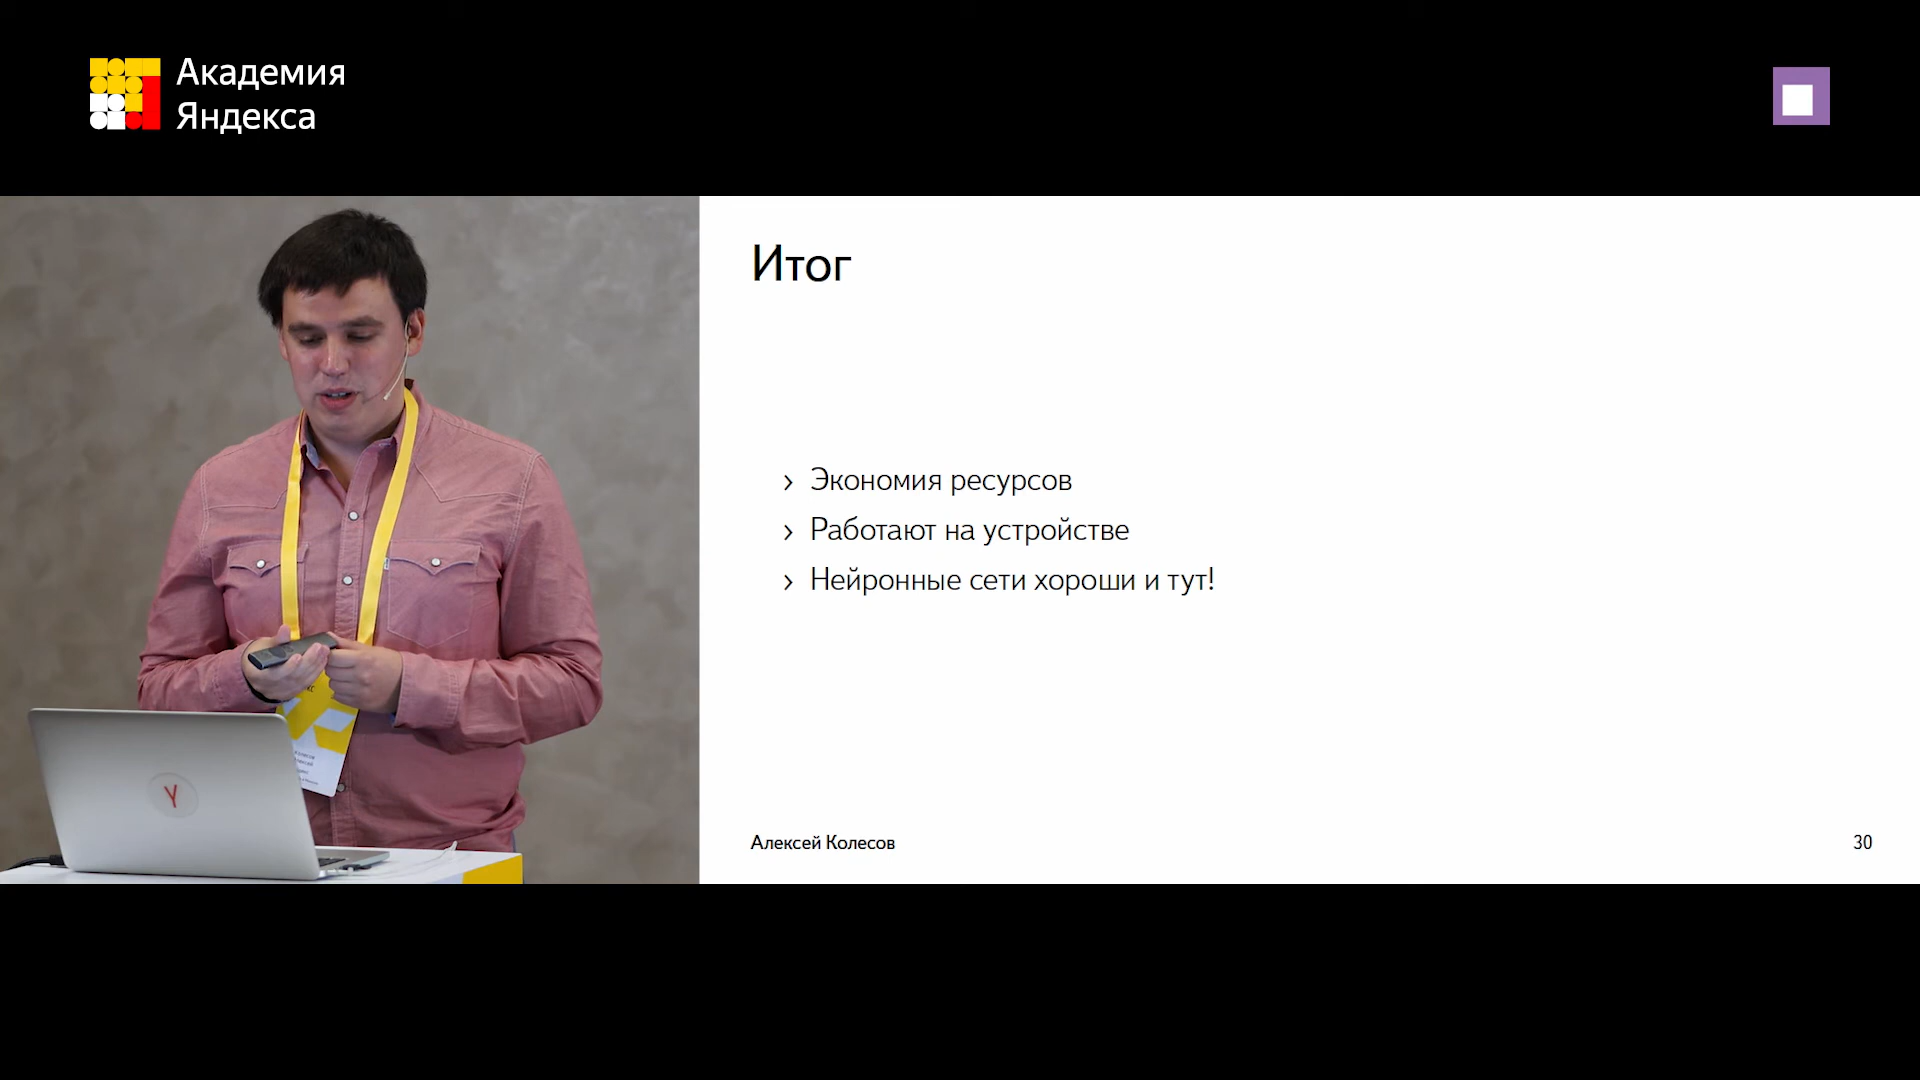 Академия
Яндекса
Итог
› Экономия ресурсов
› Работают на устройстве
› Нейронные сети хороши и тут!
Алексей Колесов
30
Y